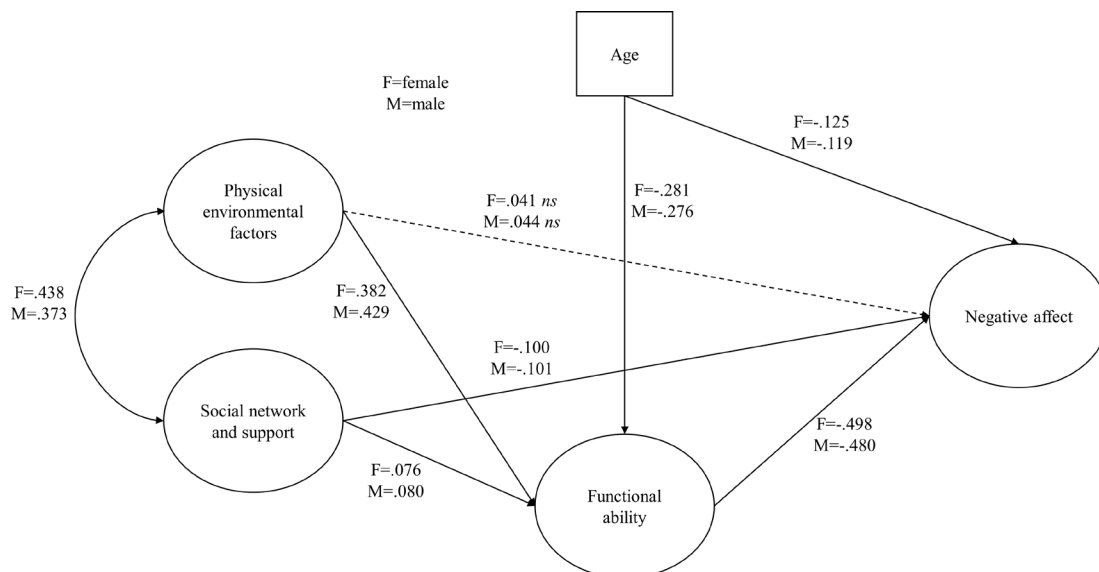 Age
F=female
M=male
F=-.125
M=-.119
Physical
environmental
factors
F=.041 ns
M=.044 ns
F=-.281
M=-.276
F=.438
M=.373
F=.382
M=.429
Negative affect
F=-.100
M=-.101
Social network
and support
F=-.498
M=-.480
F=.076
M=.080
Functional
ability